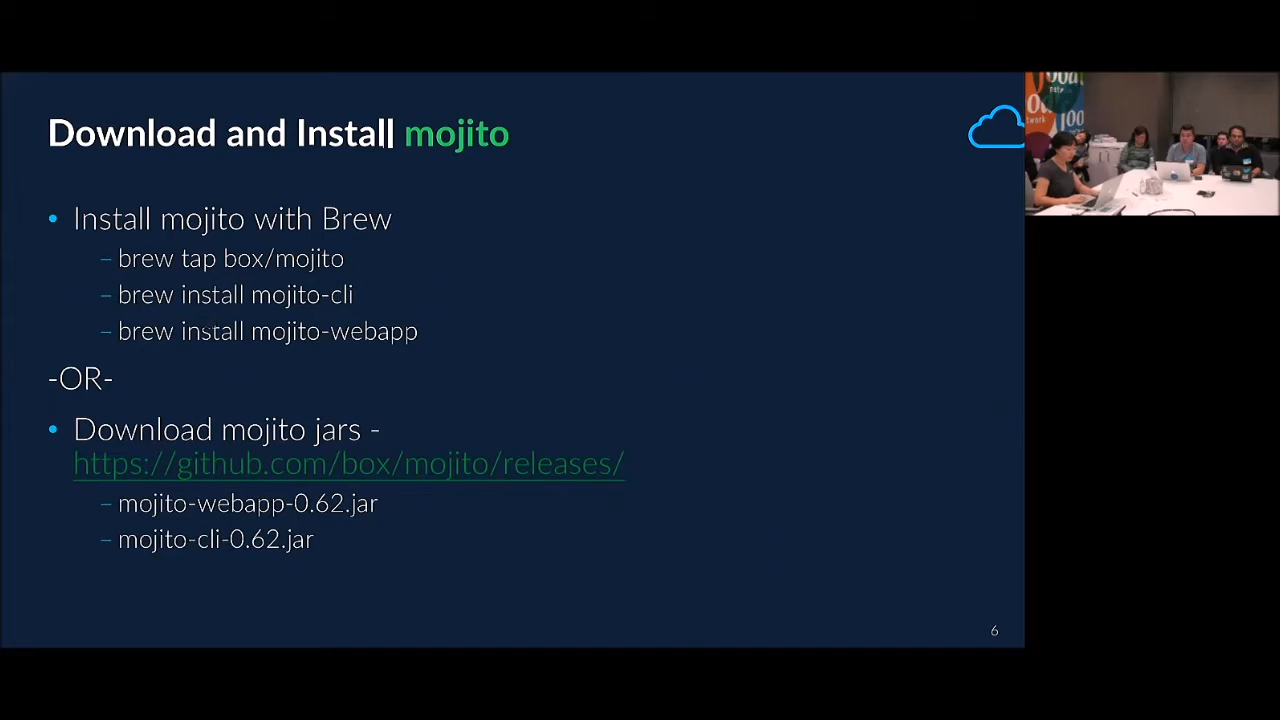 Download and Install mojito
• Install mojito with Brew
– brew tap box/mojito
– brew install mojito-cli
– brew install mojito-webapp
-OR-
• Download mojito jars -
https://github.com/box/mojito/releases/
– mojito-webapp-0.62.jar
– mojito-cli-0.62.jar
6